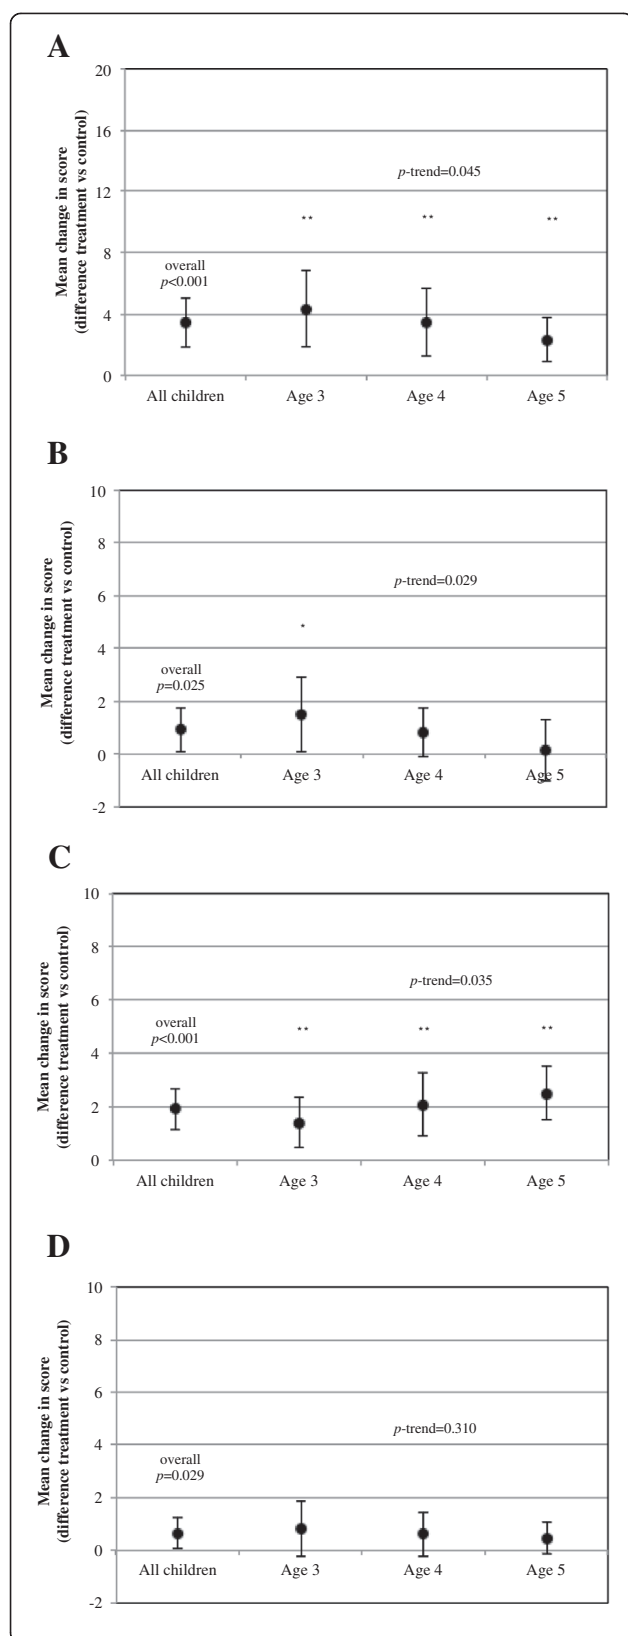 A
Mean change in score
(difference treatment vs control)
20
16
12
8
4
0
p-trend=0.045
** ** **
overall
p<0.001
All children Age 3 Age 4 Age 5
B
Mean change in score
(difference treatment vs control)
10
8
6
4
2
0
-2
p-trend=0.029
*
overall
p=0.025
All children Age 3 Age 4 Age 5
C
Mean change in score
(difference treatment vs control)
10
8
6
4
2
0
p-trend=0.035
overall
p<0.001
** ** **
All children Age 3 Age 4 Age 5
D
Mean change in score
(difference treatment vs control)
10
8
6
4
2
0
-2
p-trend=0.310
overall
p=0.029
All children Age 3 Age 4 Age 5